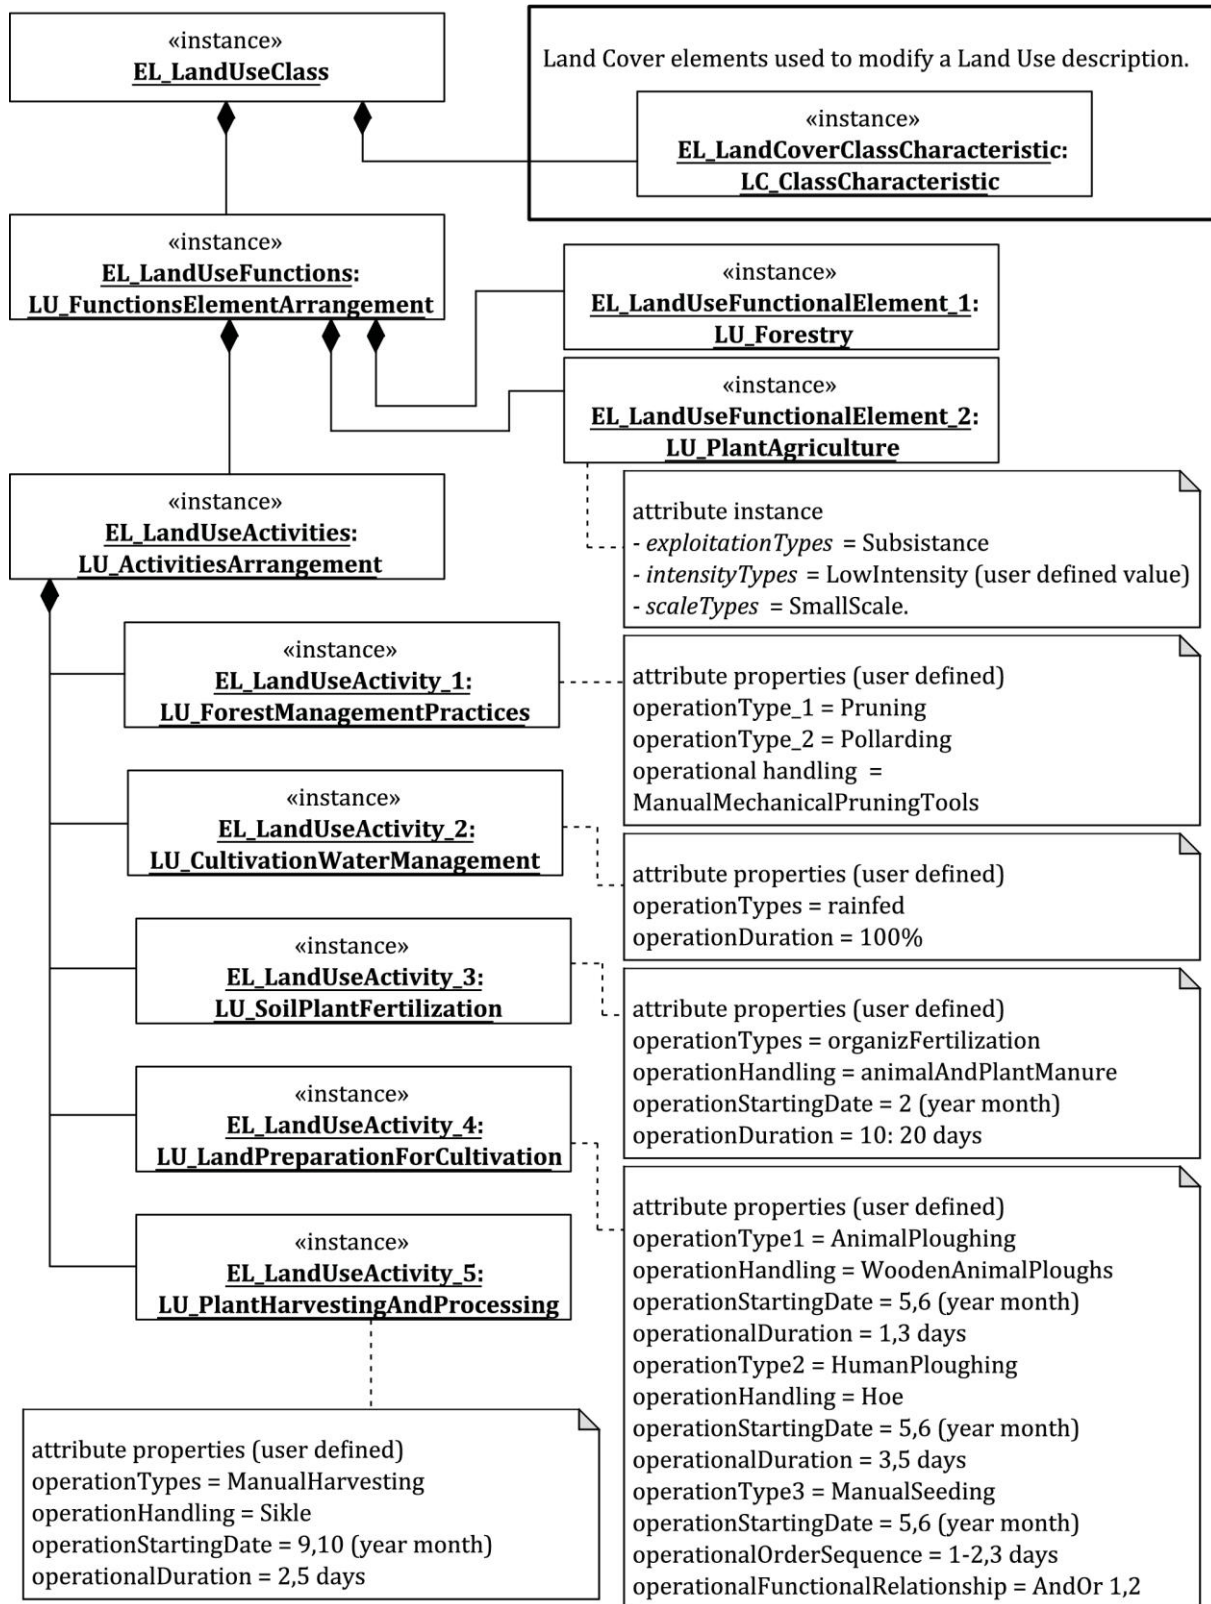 «instance»
EL_LandUseClass
Land Cover elements used to modify a Land Use description.
«instance»
EL_LandCoverClassCharacteristic:
LC_ClassCharacteristic
«instance»
EL_LandUseFunctions:
LU_FunctionsElementArrangement
«instance»
EL_LandUseFunctionalElement_1:
LU_Forestry
«instance»
EL_LandUseFunctionalElement_2:
LU_PlantAgriculture
attribute instance
- exploitationTypes = Subsistance
- intensityTypes = LowIntensity (user defined value)
- scaleTypes = SmallScale.
«instance»
EL_LandUseActivities:
LU_ActivitiesArrangement
«instance»
EL_LandUseActivity_1:
LU_ForestManagementPractices
attribute properties (user defined)
operationType_1 = Pruning
operationType_2 = Pollarding
operational handling =
ManualMechanicalPruningTools
«instance»
EL_LandUseActivity_2:
LU_CultivationWaterManagement
attribute properties (user defined)
operationTypes = rainfed
operationDuration = 100%
«instance»
EL_LandUseActivity_3:
LU_SoilPlantFertilization
attribute properties (user defined)
operationTypes = organizFertilization
operationHandling = animalAndPlantManure
operationStartingDate = 2 (year month)
operationDuration = 10: 20 days
«instance»
EL_LandUseActivity_4:
LU_LandPreparationForCultivation
attribute properties (user defined)
operationType1 = AnimalPloughing
operationHandling = WoodenAnimalPloughs
operationStartingDate = 5,6 (year month)
operationalDuration = 1,3 days
operationType2 = HumanPloughing
operationHandling = Hoe
operationStartingDate = 5,6 (year month)
operationalDuration = 3,5 days
operationType3 = ManualSeeding
operationStartingDate = 5,6 (year month)
operationalOrderSequence = 1-2,3 days
operationalFunctionalRelationship = AndOr 1,2
«instance»
EL_LandUseActivity_5:
LU_PlantHarvestingAndProcessing
attribute properties (user defined)
operationTypes = ManualHarvesting
operationHandling = Sikle
operationStartingDate = 9,10 (year month)
operationalDuration = 2,5 days